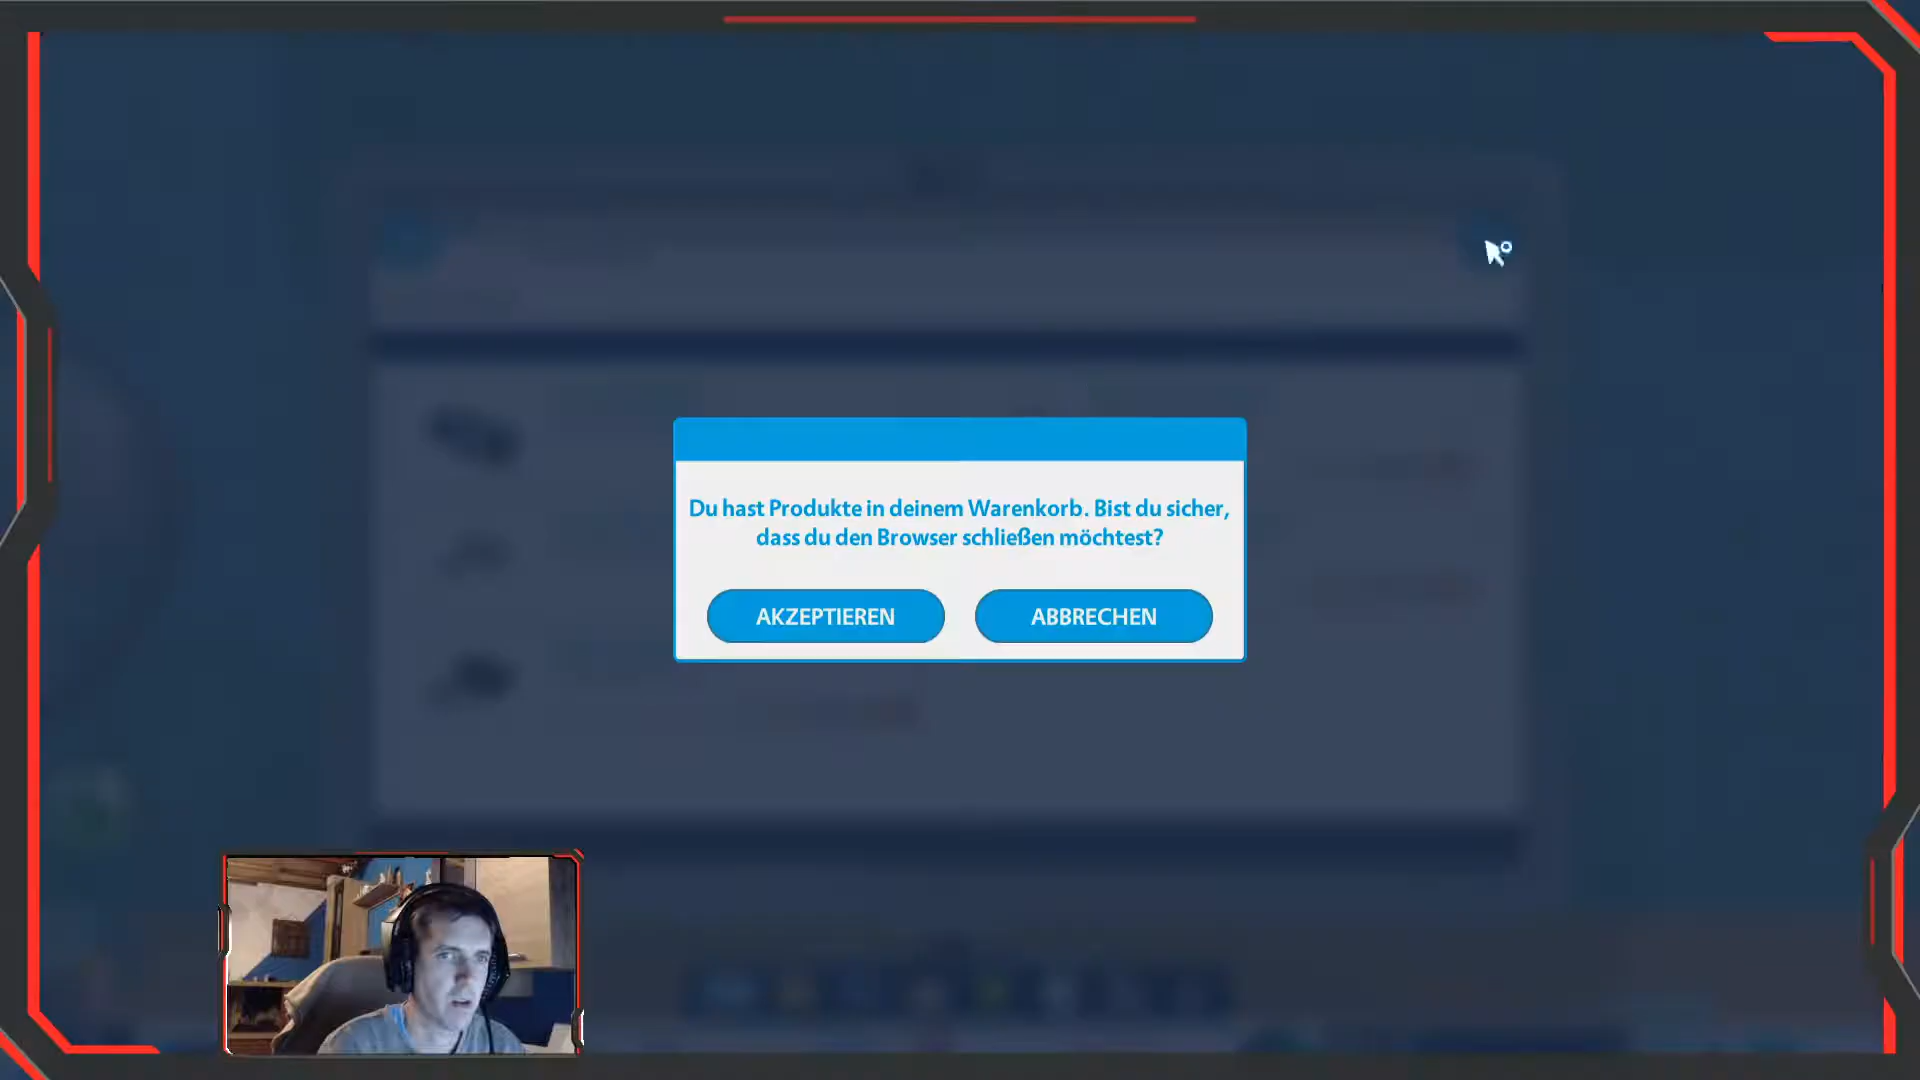 Du hast Produkte in deinem Warenkorb. Bist du sicher,
dass du den Browser schließen möchtest?
AKZEPTIEREN
ABBRECHEN